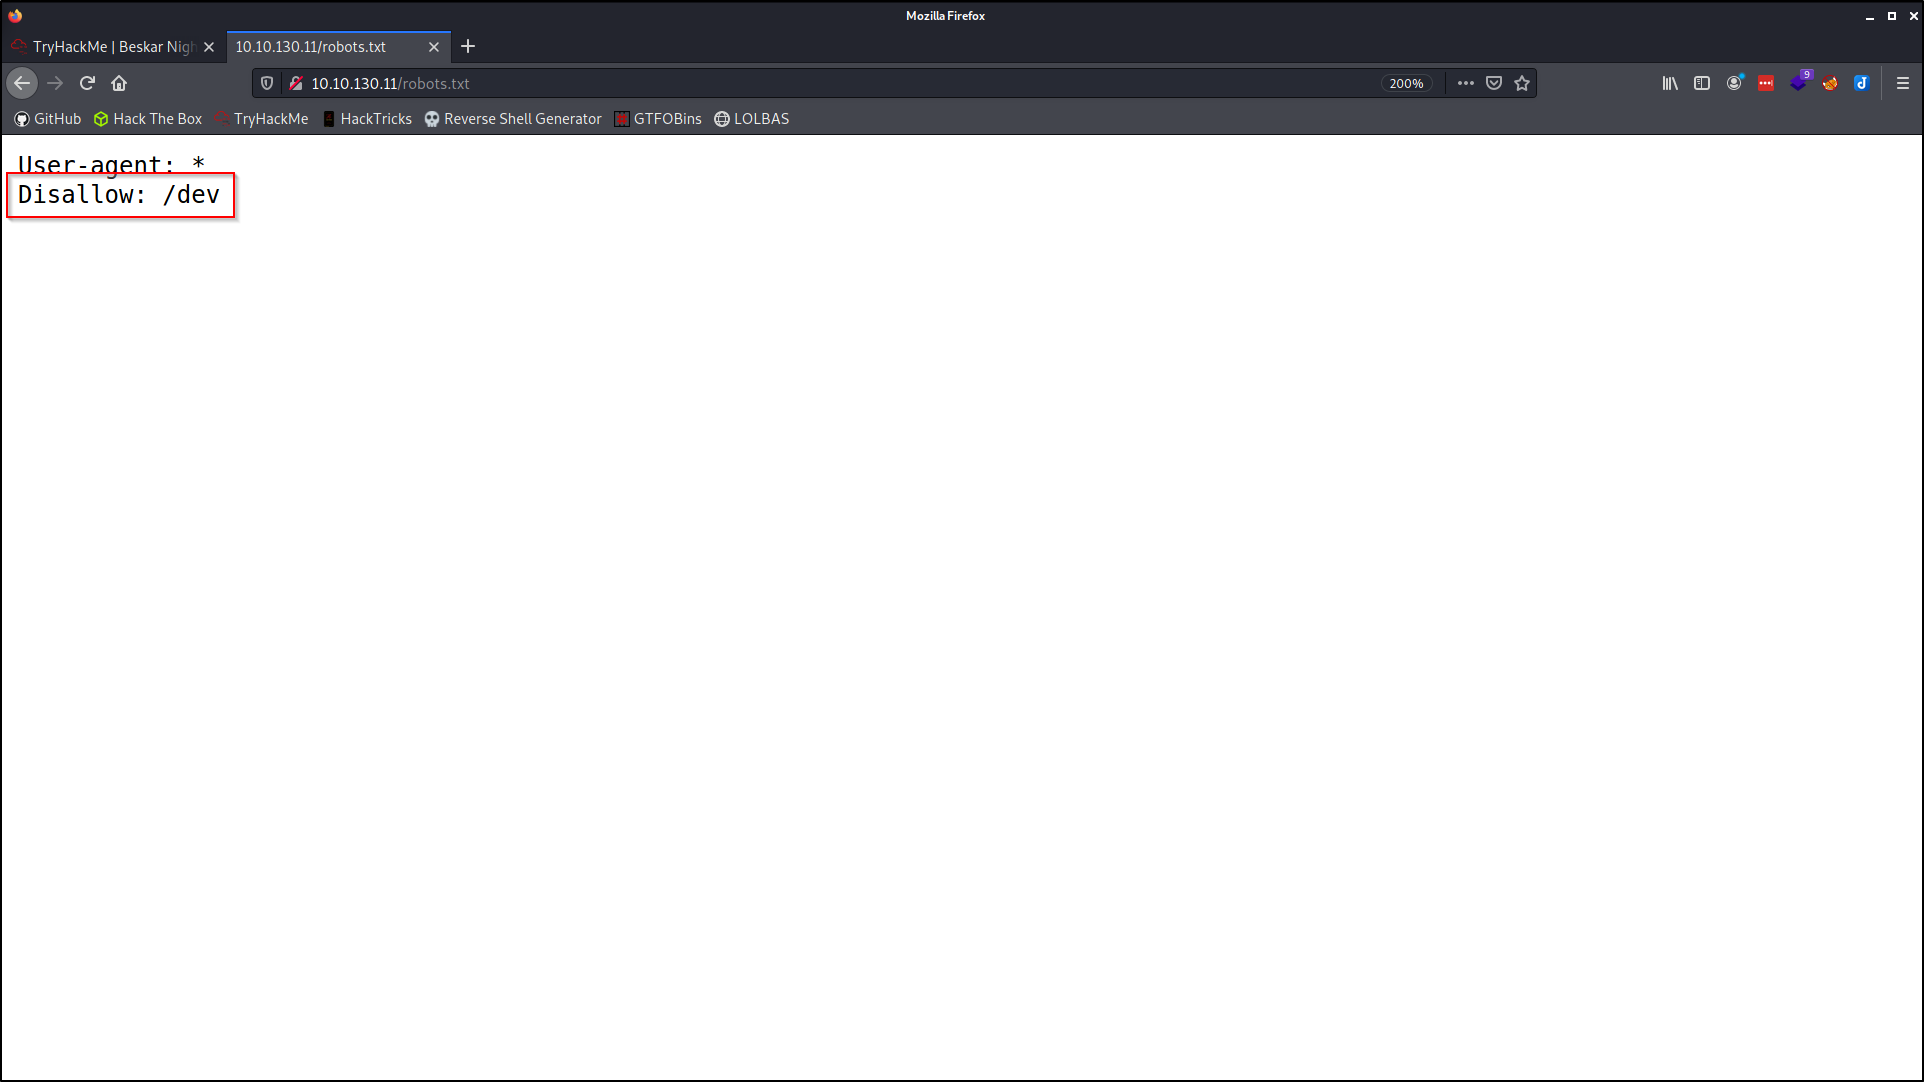 Mozilla Firefox
TryHackMe | Beskar Nigh
10.10.130.11/robots.txt
10.10.130.11/robots.txt
200%
9
GitHub
Hack The Box
TryHackMe
HackTricks
Reverse Shell Generator
GTFOBins
LOLBAS
User-agent: *
Disallow: /dev